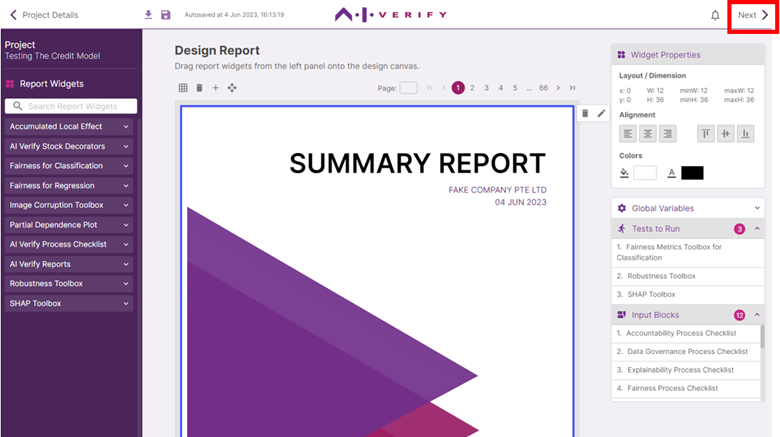 Project Details
Autosaved at 4 Jun 2023, 16:13:19
A.I. VERIFY
Next
Project
Testing The Credit Model
Report Widgets
Search Report Widgets
Accumulated Local Effect
AI Verify Stock Decorators
Fairness for Classification
Fairness for Regression
Image Corruption Toolbox
Partial Dependence Plot
AI Verify Process Checklist
AI Verify Reports
Robustness Toolbox
SHAP Toolbox
Design Report
Drag report widgets from the left panel onto the design canvas.
Page: 1 2 3 4 5 ... 66
SUMMARY REPORT
FAKE COMPANY PTE LTD
04 JUN 2023
Widget Properties
Layout / Dimension
x: 0 W: 12 minW: 12 maxW: 12
y: 0 H: 36 minH: 36 maxH: 36
Alignment
Colors
A
Global Variables
Tests to Run 3
1. Fairness Metrics Toolbox for
Classification
2. Robustness Toolbox
3. SHAP Toolbox
Input Blocks 12
1. Accountability Process Checklist
2. Data Governance Process Checklist
3. Explainability Process Checklist
4. Fairness Process Checklist